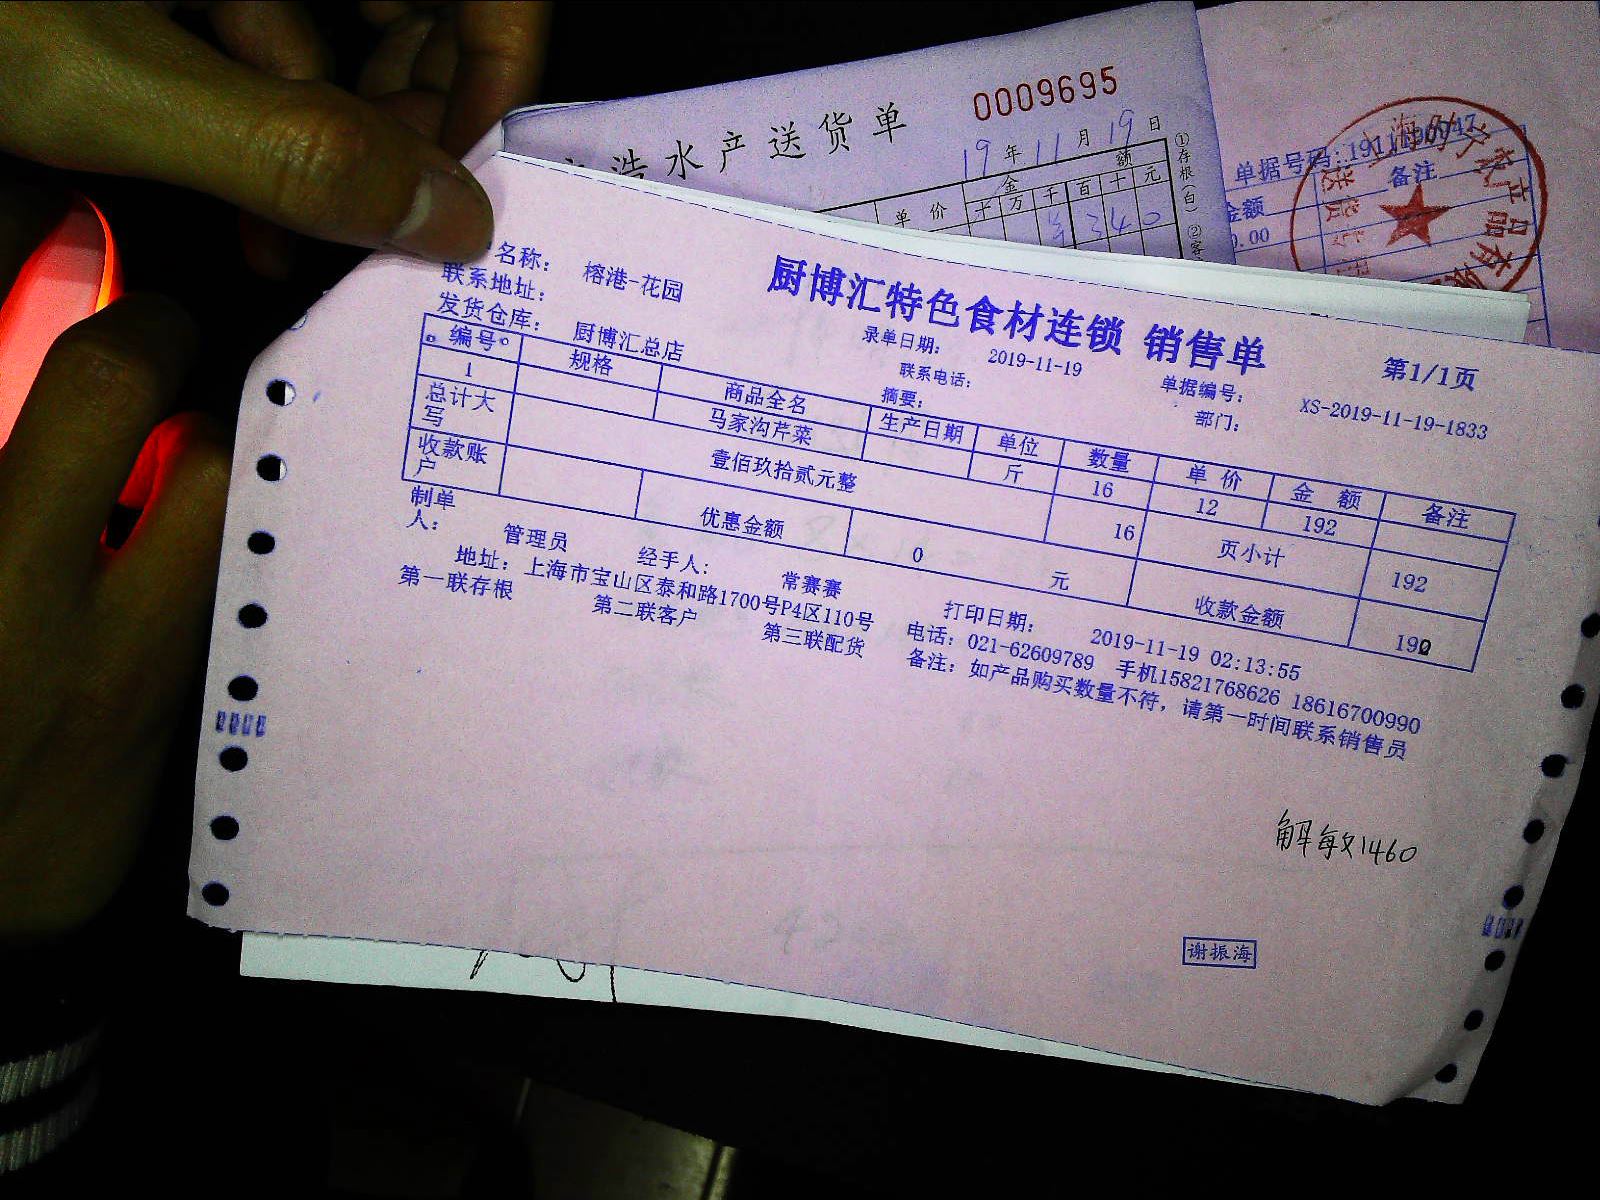 0009695
浩水产送货单
19年11月19日
①存根(白)②客
单价
金额
万千百十元
340
单据号码:
备注
金额
0.00
厨博汇特色食材连锁 销售单
名称: 榕港-花园
联系地址:
录单日期: 2019-11-19
单据编号: XS-2019-11-19-1833
第1/1页
发货仓库: 厨博汇总店
联系电话:
部门:
摘要:
编号 规格 商品全名 生产日期 单位 数量 单价 金额 备注
1 马家沟芹菜 斤 16 12 192
总计大写 壹佰玖拾贰元整 16 页小计 192
收款账户 优惠金额 0 元 收款金额 190
制单人: 管理员 经手人: 常赛赛 打印日期: 2019-11-19 02:13:55
地址: 上海市宝山区泰和路1700号P4区110号 电话: 021-62609789 手机15821768626 18616700990
第一联存根 第二联客户 第三联配货 备注: 如产品购买数量不符,请第一时间联系销售员
解敏1460
谢振海